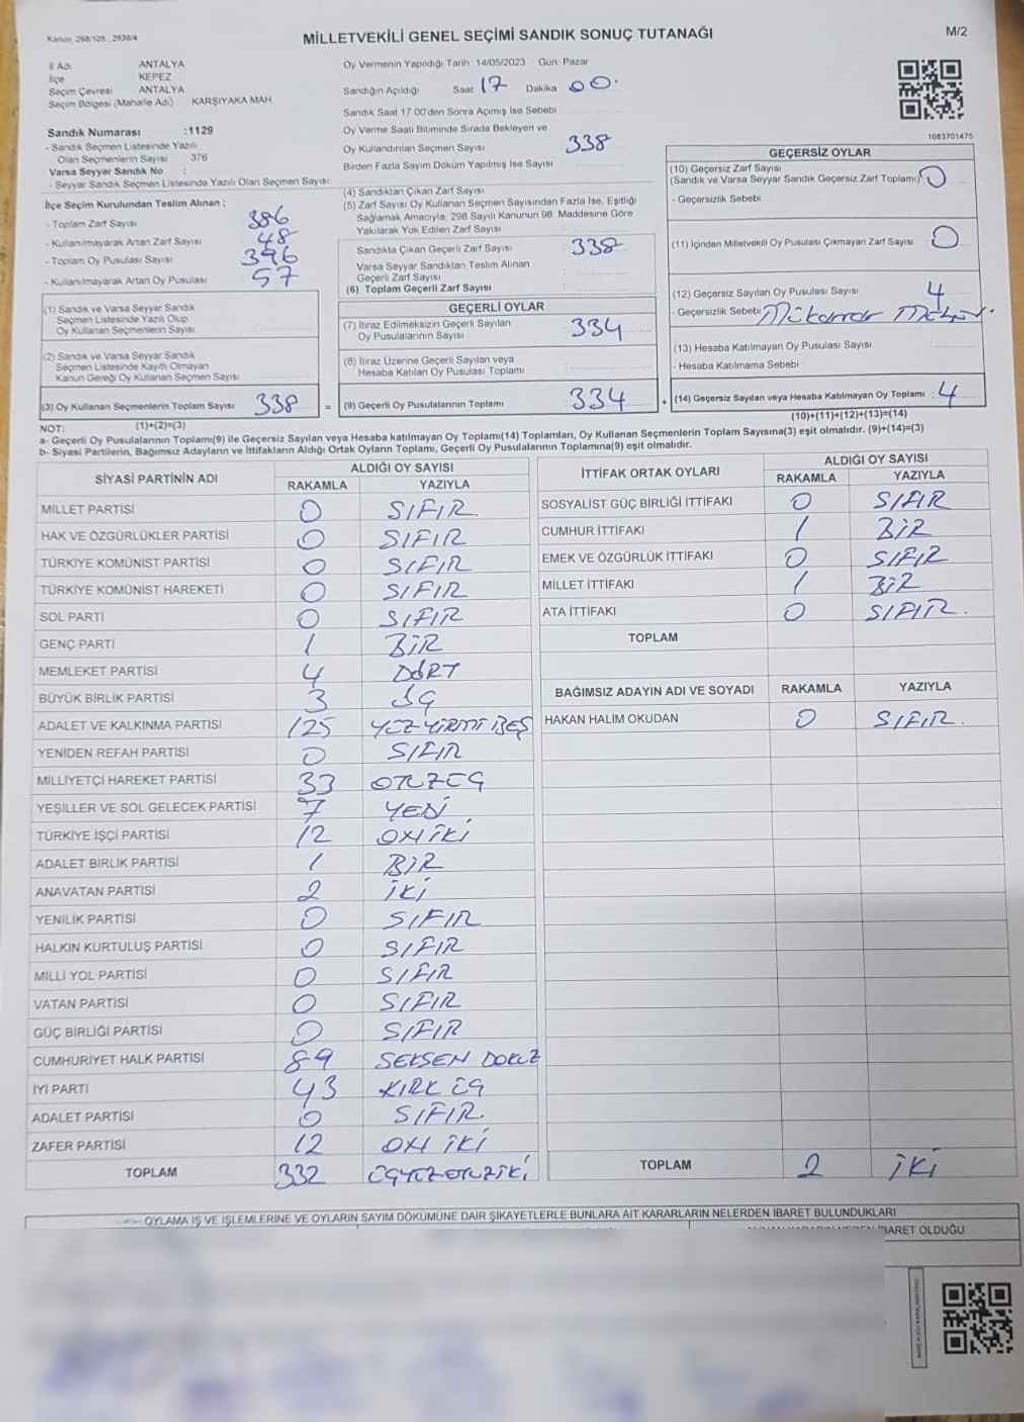 Kanun: 298/108 , 2839/4
MİLLETVEKİLİ GENEL SEÇİMİ SANDIK SONUÇ TUTANAĞI
M/2
İl Adı ANTALYA
İlçe KEPEZ
Seçim Çevresi ANTALYA
Seçim Bölgesi (Mahalle Adı) KARŞIYAKA MAH
Sandık Numarası :1129
- Sandık Seçmen Listesinde Yazılı
Olan Seçmenlerin Sayısı 376
Varsa Seyyar Sandık No :
- Seyyar Sandık Seçmen Listesinde Yazılı Olan Seçmen Sayısı:
İlçe Seçim Kurulundan Teslim Alınan :
- Toplam Zarf Sayısı 386
- Kullanılmayarak Artan Zarf Sayısı 48
- Toplam Oy Pusulası Sayısı 396
- Kullanılmayarak Artan Oy Pusulası 57
(1) Sandık ve Varsa Seyyar Sandık
Seçmen Listesinde Yazılı Olup
Oy Kullanan Seçmenlerin Sayısı
(2) Sandık ve Varsa Seyyar Sandık
Seçmen Listesinde Kayıtlı Olmayan
Kanun Gereği Oy Kullanan Seçmen Sayısı
(3) Oy Kullanan Seçmenlerin Toplam Sayısı 338 =
(1)+(2)=(3)
Oy Vermenin Yapıldığı Tarih: 14/05/2023 Gün: Pazar
Sandığın Açıldığı Saat 17 Dakika 00.
Sandık Saat 17:00'den Sonra Açılmış İse Sebebi
Oy Verme Saati Bitiminde Sırada Bekleyen ve
Oy Kullandırılan Seçmen Sayısı 338
Birden Fazla Sayım Döküm Yapılmış İse Sayısı
(4) Sandıktan Çıkan Zarf Sayısı
(5) Zarf Sayısı Oy Kullanan Seçmen Sayısından Fazla İse, Eşitliği
Sağlamak Amacıyla, 298 Sayılı Kanunun 98. Maddesine Göre
Yakılarak Yok Edilen Zarf Sayısı
Sandıkta Çıkan Geçerli Zarf Sayısı 338
Varsa Seyyar Sandıktan Teslim Alınan
Geçerli Zarf Sayısı
(6) Toplam Geçerli Zarf Sayısı
GEÇERLİ OYLAR
(7) İtiraz Edilmeksizin Geçerli Sayılan
Oy Pusulalarının Sayısı 334
(8) İtiraz Üzerine Geçerli Sayılan veya
Hesaba Katılan Oy Pusulası Toplamı
(9) Geçerli Oy Pusulalarının Toplamı 334 +
1083701475
GEÇERSİZ OYLAR
(10) Geçersiz Zarf Sayısı
(Sandık ve Varsa Seyyar Sandık Geçersiz Zarf Toplamı) 0
- Geçersizlik Sebebi
(11) İçinden Milletvekili Oy Pusulası Çıkmayan Zarf Sayısı 0
(12) Geçersiz Sayılan Oy Pusulası Sayısı 4
- Geçersizlik Sebebi
(13) Hesaba Katılmayan Oy Pusulası Sayısı
- Hesaba Katılmama Sebebi
(14) Geçersiz Sayılan veya Hesaba Katılmayan Oy Toplamı : 4
(10)+(11)+(12)+(13)=(14)
NOT:
a- Geçerli Oy Pusulalarının Toplamı(9) ile Geçersiz Sayılan veya Hesaba katılmayan Oy Toplamı(14) Toplamları, Oy Kullanan Seçmenlerin Toplam Sayısına(3) eşit olmalıdır. (9)+(14)=(3)
b- Siyasi Partilerin, Bağımsız Adayların ve İttifakların Aldığı Ortak Oyların Toplamı, Geçerli Oy Pusulalarının Toplamına(9) eşit olmalıdır.
SİYASİ PARTİNİN ADI ALDIĞI OY SAYISI
RAKAMLA YAZIYLA
MİLLET PARTİSİ 0 SIFIR
HAK VE ÖZGÜRLÜKLER PARTİSİ 0 SIFIR
TÜRKİYE KOMÜNİST PARTİSİ 0 SIFIR
TÜRKİYE KOMÜNİST HAREKETİ 0 SIFIR
SOL PARTİ 0 SIFIR
GENÇ PARTİ 1 BİR
MEMLEKET PARTİSİ 4 DÖRT
BÜYÜK BİRLİK PARTİSİ 3 ÜÇ
ADALET VE KALKINMA PARTİSİ 125 YÜZ YİRMİ BEŞ
YENİDEN REFAH PARTİSİ 0 SIFIR
MİLLİYETÇİ HAREKET PARTİSİ 33 OTUZÜÇ
YEŞİLLER VE SOL GELECEK PARTİSİ 7 YEDİ
TÜRKİYE İŞÇİ PARTİSİ 12 ON İKİ
ADALET BİRLİK PARTİSİ 1 BİR
ANAVATAN PARTİSİ 2 İKİ
YENİLİK PARTİSİ 0 SIFIR
HALKIN KURTULUŞ PARTİSİ 0 SIFIR
MİLLİ YOL PARTİSİ 0 SIFIR
VATAN PARTİSİ 0 SIFIR
GÜÇ BİRLİĞİ PARTİSİ 0 SIFIR
CUMHURİYET HALK PARTİSİ 89 SEKSEN DOKUZ
İYİ PARTİ 43 KIRK ÜÇ
ADALET PARTİSİ 0 SIFIR.
ZAFER PARTİSİ 12 ON İKİ
TOPLAM 332 ÜÇYÜZOTUZİKİ
İTTİFAK ORTAK OYLARI ALDIĞI OY SAYISI
RAKAMLA YAZIYLA
SOSYALİST GÜÇ BİRLİĞİ İTTİFAKI 0 SIFIR
CUMHUR İTTİFAKI 1 BİR
EMEK VE ÖZGÜRLÜK İTTİFAKI 0 SIFIR
MİLLET İTTİFAKI 1 BİR
ATA İTTİFAKI 0 SIFIR.
TOPLAM
BAĞIMSIZ ADAYIN ADI VE SOYADI RAKAMLA YAZIYLA
HAKAN HALİM OKUDAN 0 SIFIR.
TOPLAM 2 İKİ
OYLAMA İŞ VE İŞLEMLERİNE VE OYLARIN SAYIM DÖKÜMÜNE DAİR ŞİKAYETLERLE BUNLARA AİT KARARLARIN NELERDEN İBARET BULUNDUKLARI
İBARET OLDUĞU